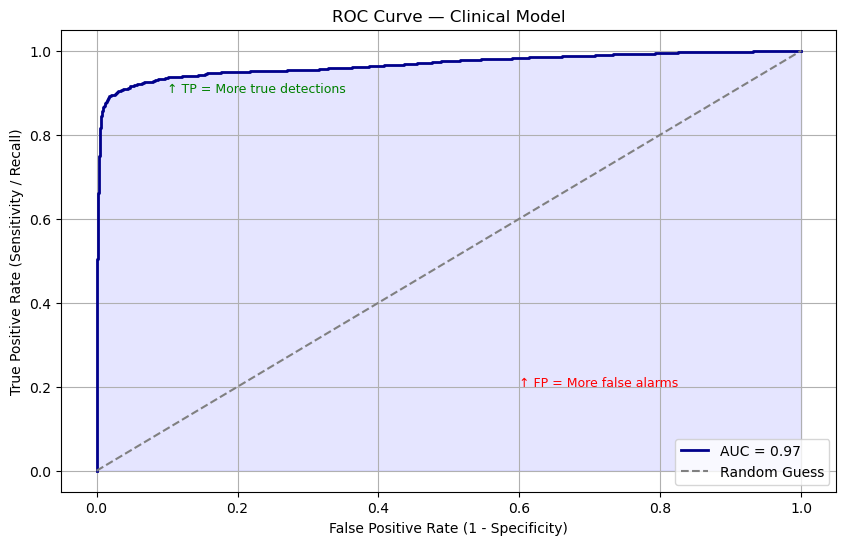 ROC Curve — Clinical Model
True Positive Rate (Sensitivity / Recall)
1.0
0.8
0.6
0.4
0.2
0.0
↑ TP = More true detections
↑ FP = More false alarms
AUC = 0.97
Random Guess
0.0 0.2 0.4 0.6 0.8 1.0
False Positive Rate (1 - Specificity)